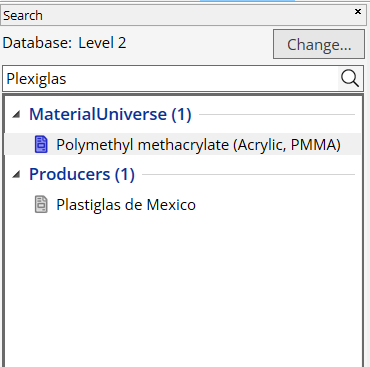 Search
Database: Level 2
Change...
Plexiglas
MaterialUniverse (1)
Polymethyl methacrylate (Acrylic, PMMA)
Producers (1)
Plastiglas de Mexico